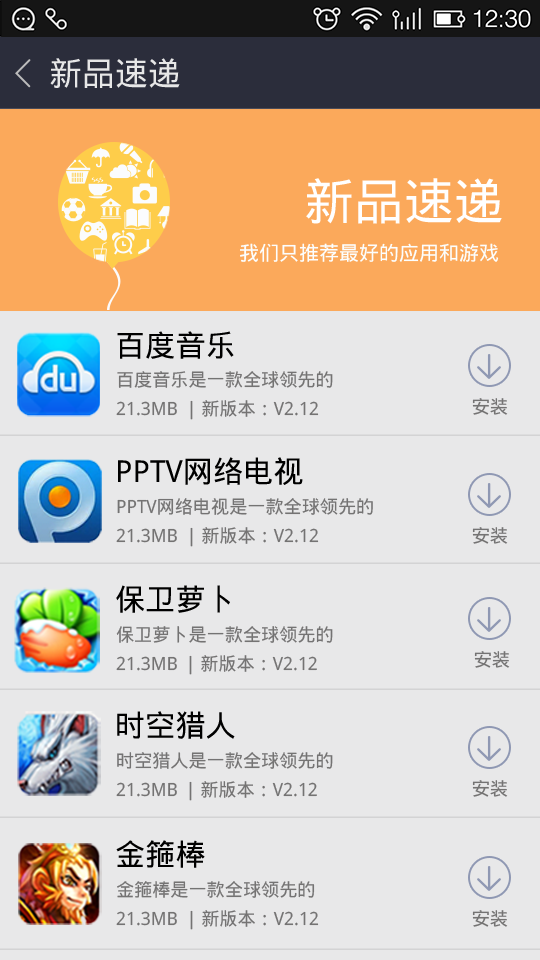 12:30
新品速递
新品速递
我们只推荐最好的应用和游戏
du
百度音乐
百度音乐是一款全球领先的
21.3MB | 新版本：V2.12
安装
PPTV网络电视
PPTV网络电视是一款全球领先的
21.3MB | 新版本：V2.12
安装
保卫萝卜
保卫萝卜是一款全球领先的
21.3MB | 新版本：V2.12
安装
时空猎人
时空猎人是一款全球领先的
21.3MB | 新版本：V2.12
安装
金箍棒
金箍棒是一款全球领先的
21.3MB | 新版本：V2.12
安装